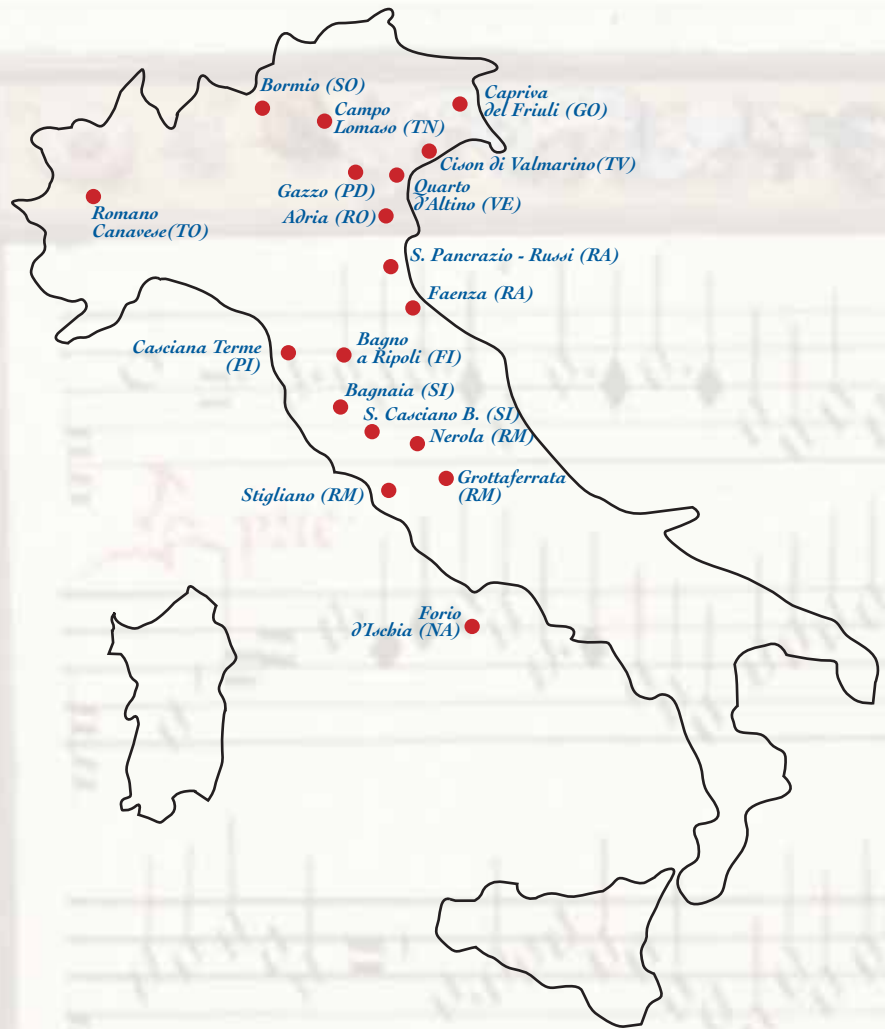 Bormio (SO)
Campo
Lomaso (TN)
Capriva
del Friuli (GO)
Cison di Valmarino(TV)
Gazzo (PD)
Quarto
d'Altino (VE)
Adria (RO)
Romano
Canavese(TO)
S. Pancrazio - Russi (RA)
Faenza (RA)
Casciana Terme
(PI)
Bagno
a Ripoli (FI)
Bagnaia (SI)
S. Casciano B. (SI)
Nerola (RM)
Grottaferrata
(RM)
Stigliano (RM)
Forio
d'Ischia (NA)